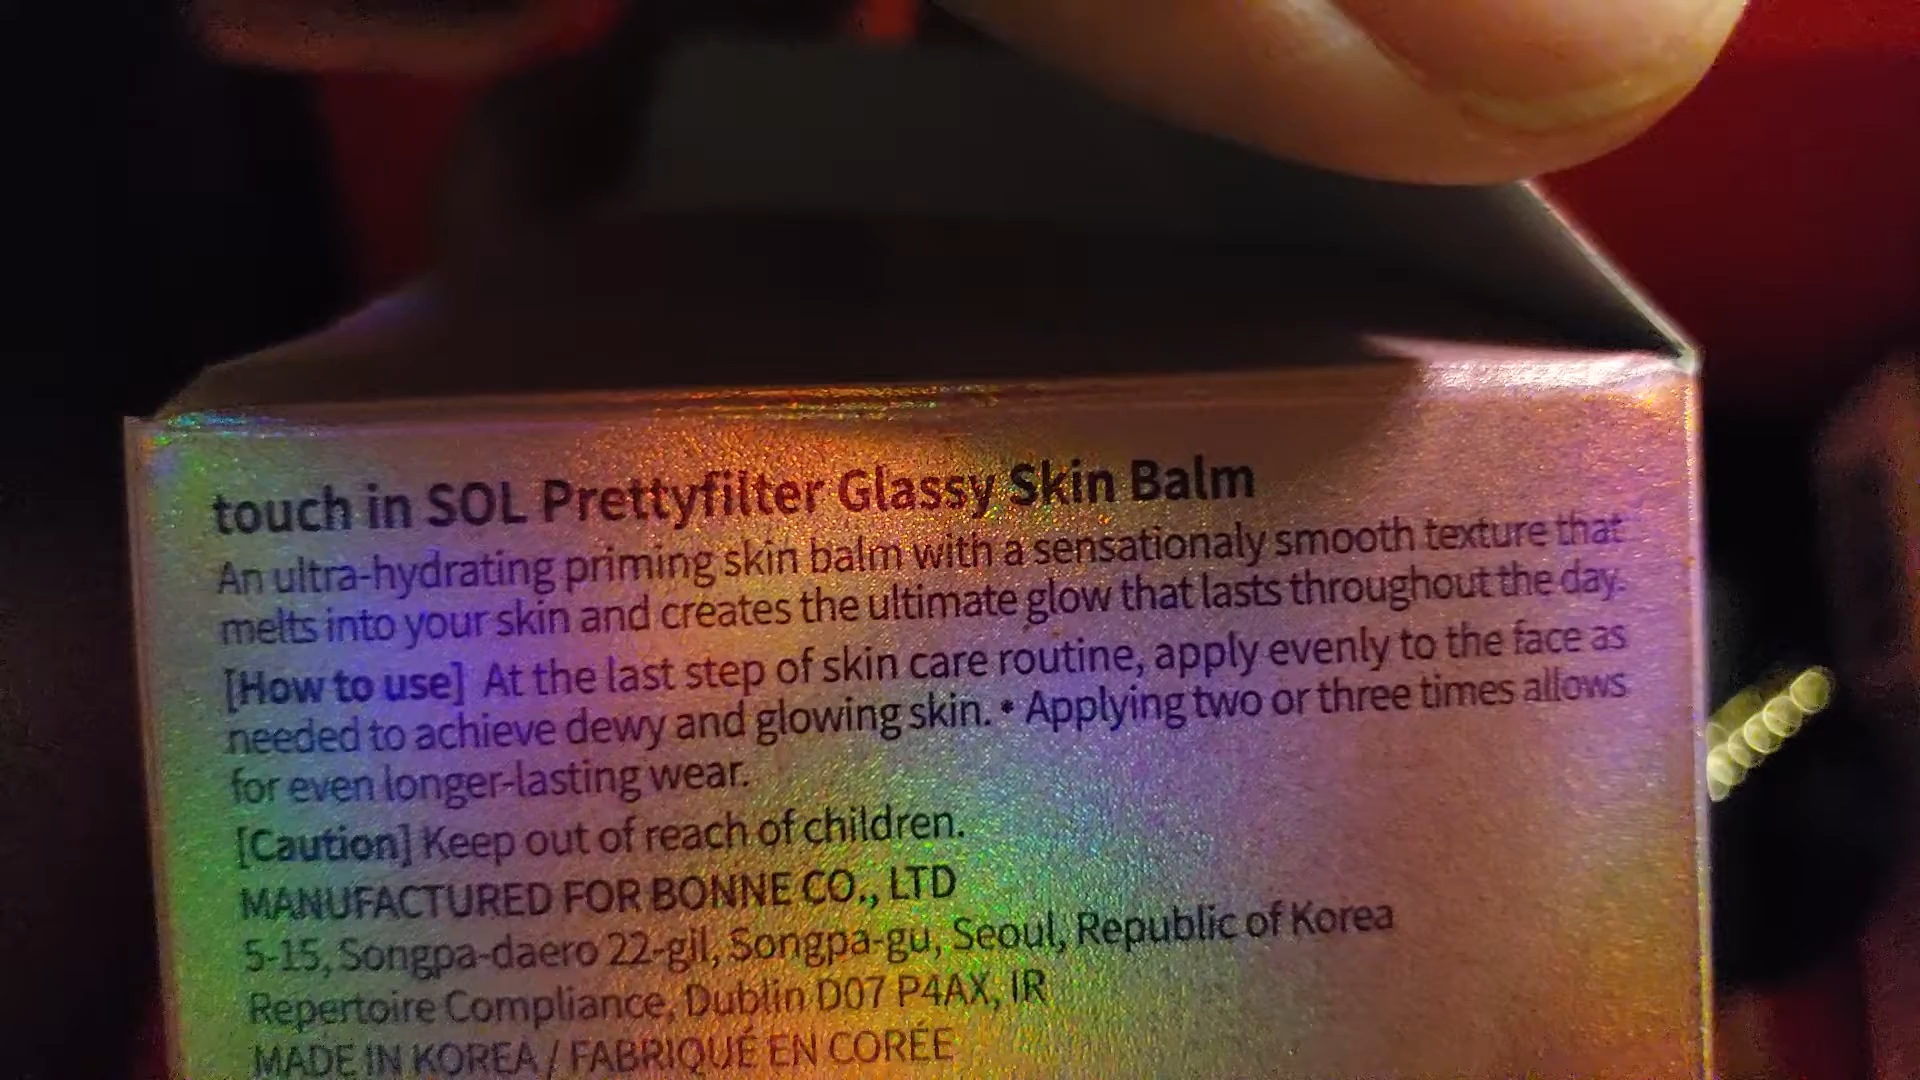 touch in SOL Prettyfilter Glassy Skin Balm
An ultra-hydrating priming skin balm with a sensationaly smooth texture that
melts into your skin and creates the ultimate glow that lasts throughout the day.
[How to use] At the last step of skin care routine, apply evenly to the face as
needed to achieve dewy and glowing skin. • Applying two or three times allows
for even longer-lasting wear.
[Caution] Keep out of reach of children.
MANUFACTURED FOR BONNE CO., LTD
5-15, Songpa-daero 22-gil, Songpa-gu, Seoul, Republic of Korea
Repertoire Compliance, Dublin D07 P4AX, IR
MADE IN KOREA / FABRIQUÉ EN CORÉE